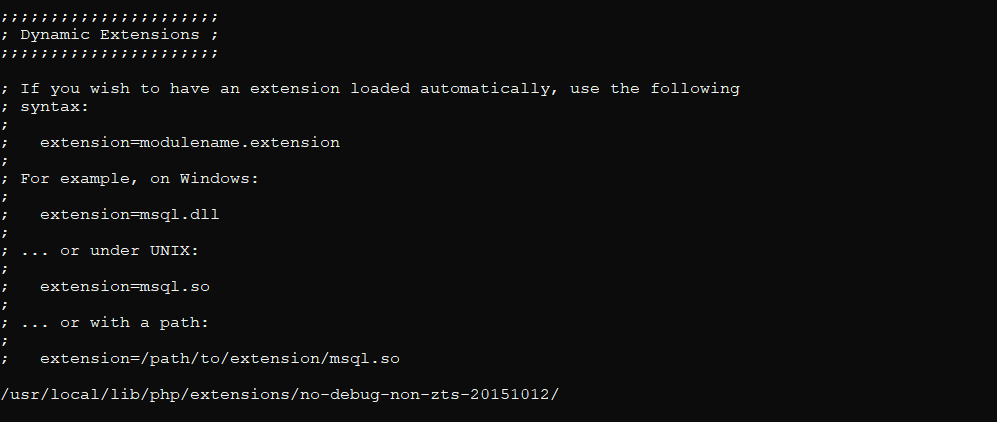 ;;;;;;;;;;;;;;;;;;;;;;
; Dynamic Extensions ;
;;;;;;;;;;;;;;;;;;;;;;
; If you wish to have an extension loaded automatically, use the following
; syntax:
;
;   extension=modulename.extension
;
; For example, on Windows:
;
;   extension=msql.dll
;
; ... or under UNIX:
;
;   extension=msql.so
;
; ... or with a path:
;
;   extension=/path/to/extension/msql.so
/usr/local/lib/php/extensions/no-debug-non-zts-20151012/